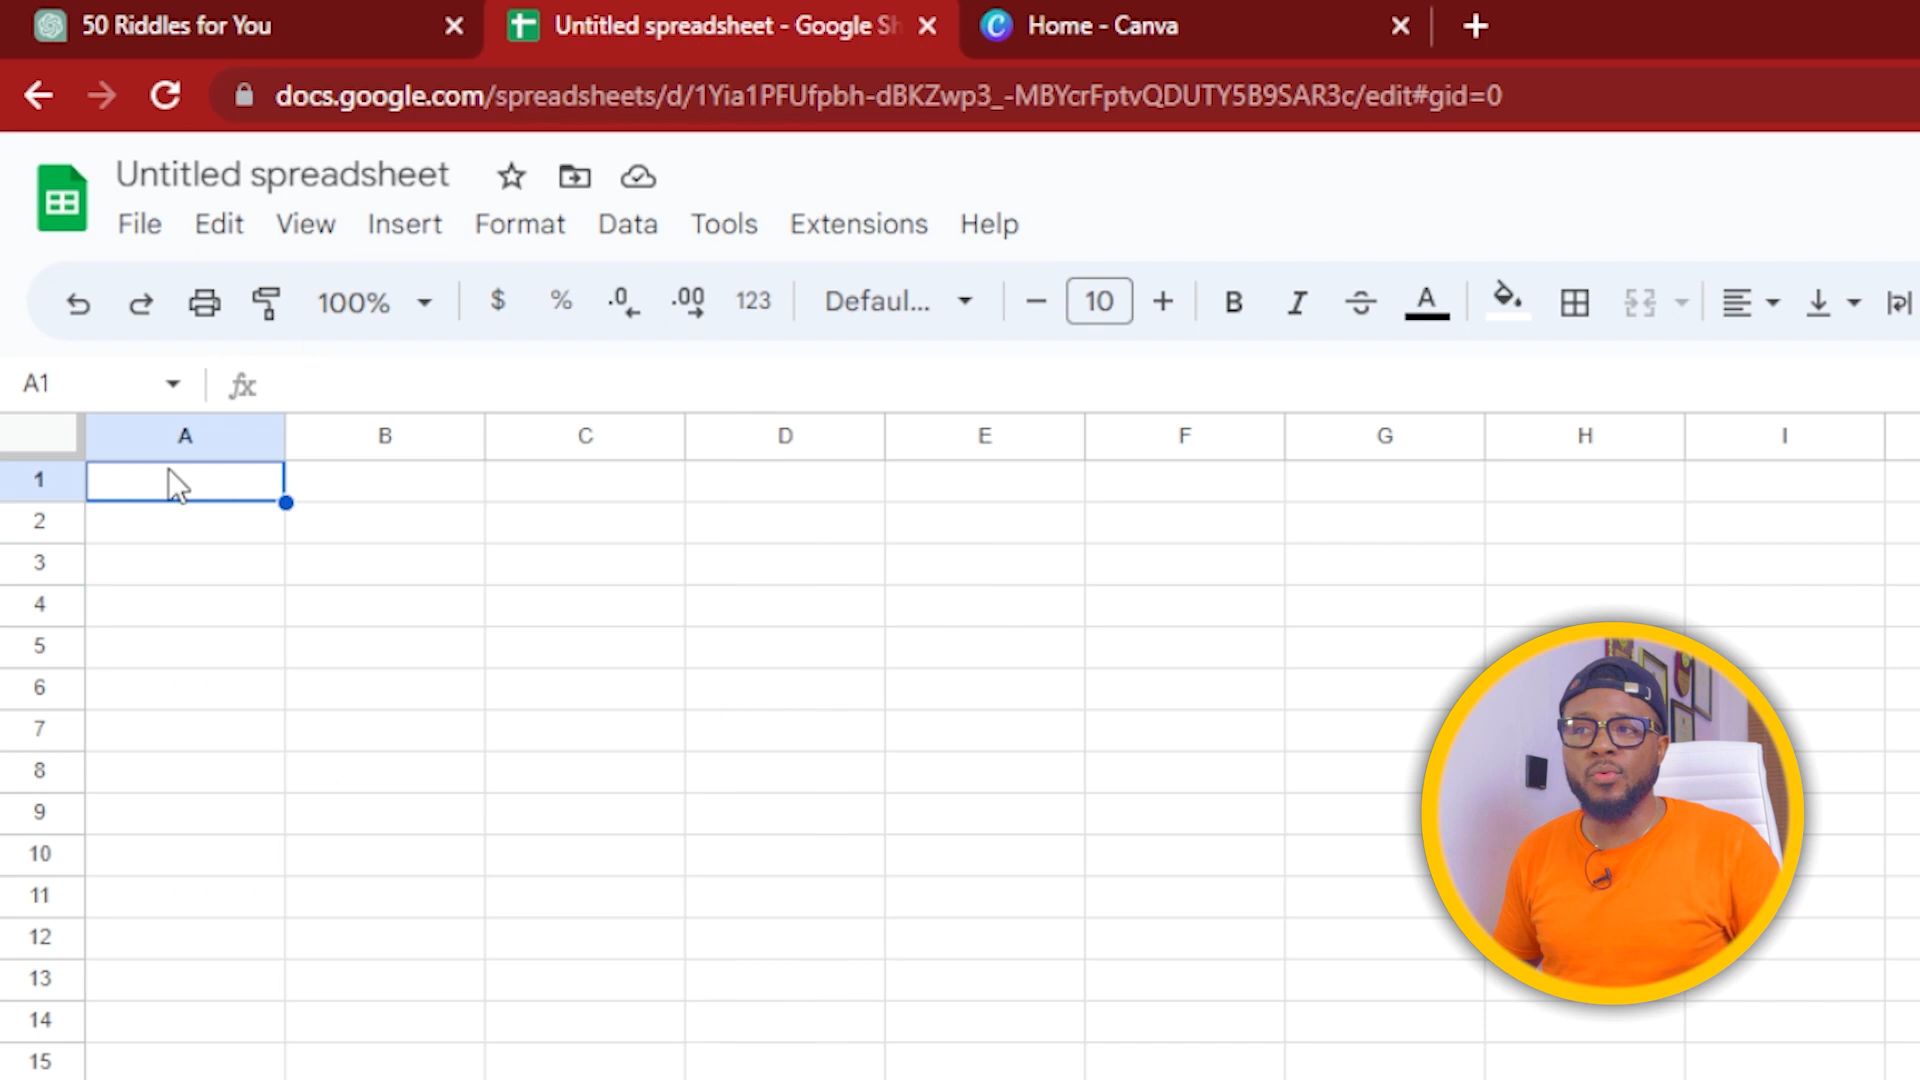 50 Riddles for You
Untitled spreadsheet - Google Sh
Home - Canva
docs.google.com/spreadsheets/d/1Yia1PFUfpbh-dBKZwp3_-MBYcrFptvQDUTY5B9SAR3c/edit#gid=0
Untitled spreadsheet
File Edit View Insert Format Data Tools Extensions Help
100% $ % .0 .00 123 Defaul... 10 B I A
A1 fx
A B C D E F G H I
1
2
3
4
5
6
7
8
9
10
11
12
13
14
15